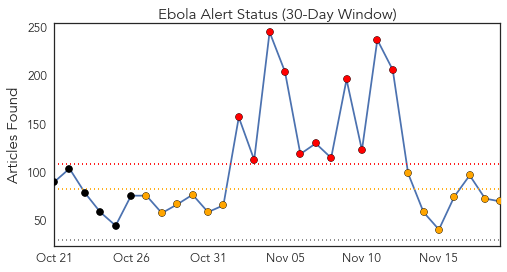 Ebola Alert Status (30-Day Window)
Articles Found
250
200
150
100
50
Oct 21
Oct 26
Oct 31
Nov 05
Nov 10
Nov 15